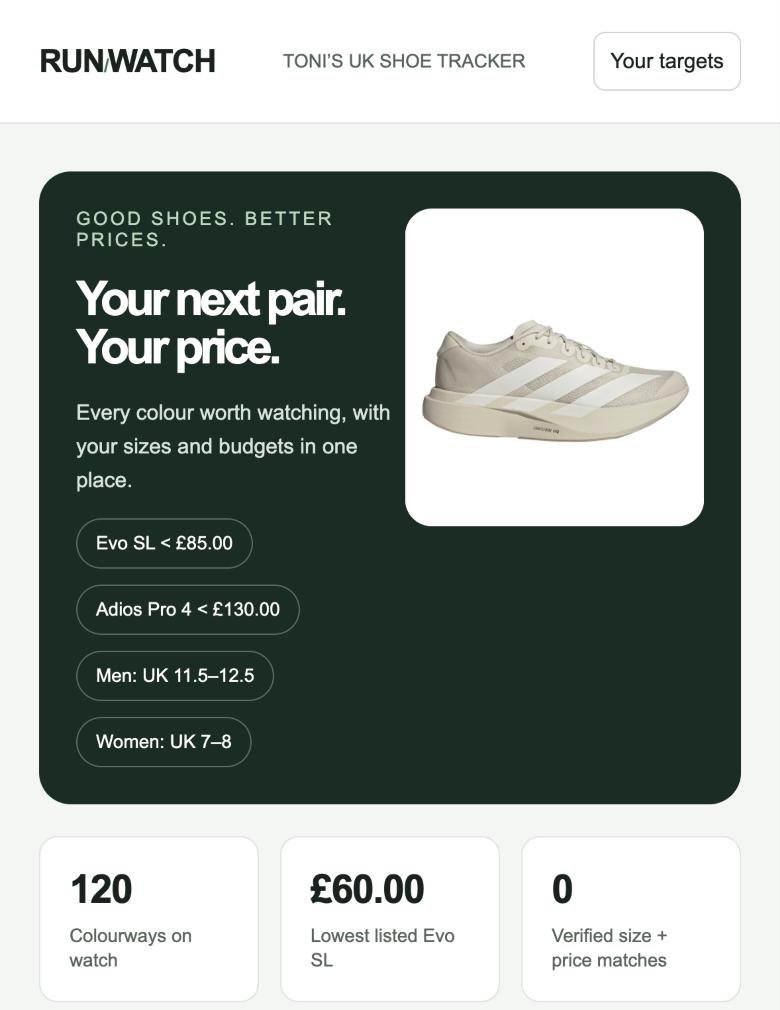 RUN/WATCH
TONI'S UK SHOE TRACKER
Your targets
GOOD SHOES. BETTER
PRICES.
Your next pair.
Your price.
Every colour worth watching, with
your sizes and budgets in one
place.
Evo SL < £85.00
Adios Pro 4 < £130.00
Men: UK 11.5–12.5
Women: UK 7–8
120
Colourways on
watch
£60.00
Lowest listed Evo
SL
0
Verified size +
price matches